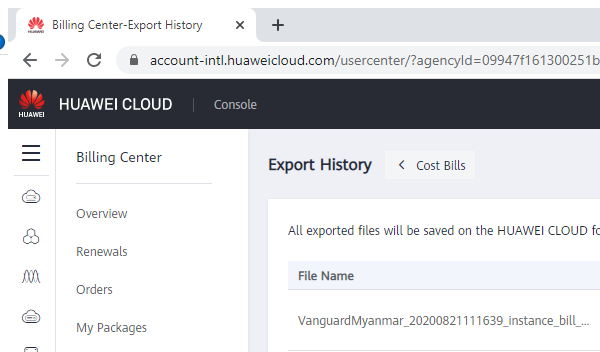 Billing Center-Export History
account-intl.huaweicloud.com/usercenter/?agencyId=09947f161300251b
HUAWEI
HUAWEI CLOUD
Console
Billing Center
Export History
Cost Bills
Overview
All exported files will be saved on the HUAWEI CLOUD fo
Renewals
File Name
Orders
VanguardMyanmar_20200821111639_instance_bill_...
My Packages